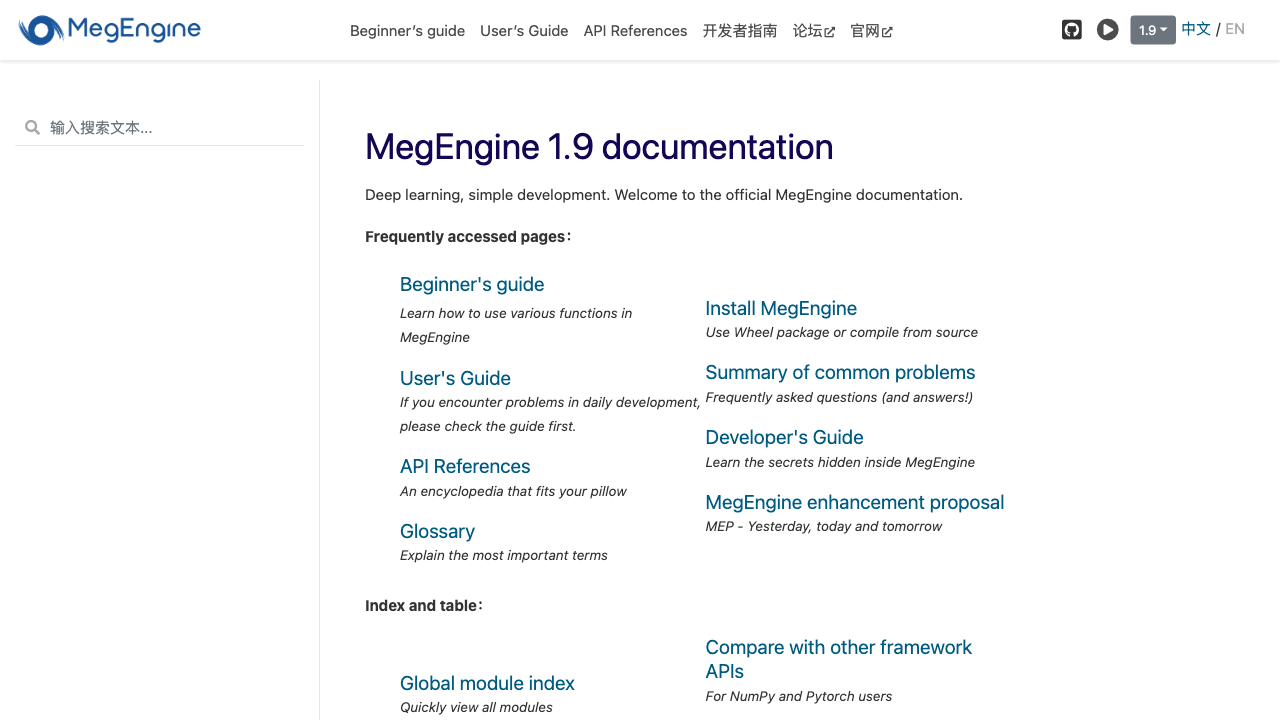 MegEngine
Beginner’s guide User’s Guide API References 开发者指南 论坛 官网
1.9 中文 / EN
输入搜索文本...
MegEngine 1.9 documentation
Deep learning, simple development. Welcome to the official MegEngine documentation.
Frequently accessed pages：
Beginner's guide
Learn how to use various functions in
MegEngine
User's Guide
If you encounter problems in daily development,
please check the guide first.
API References
An encyclopedia that fits your pillow
Glossary
Explain the most important terms
Install MegEngine
Use Wheel package or compile from source
Summary of common problems
Frequently asked questions (and answers!)
Developer's Guide
Learn the secrets hidden inside MegEngine
MegEngine enhancement proposal
MEP - Yesterday, today and tomorrow
Index and table：
Global module index
Quickly view all modules
Compare with other framework
APIs
For NumPy and Pytorch users